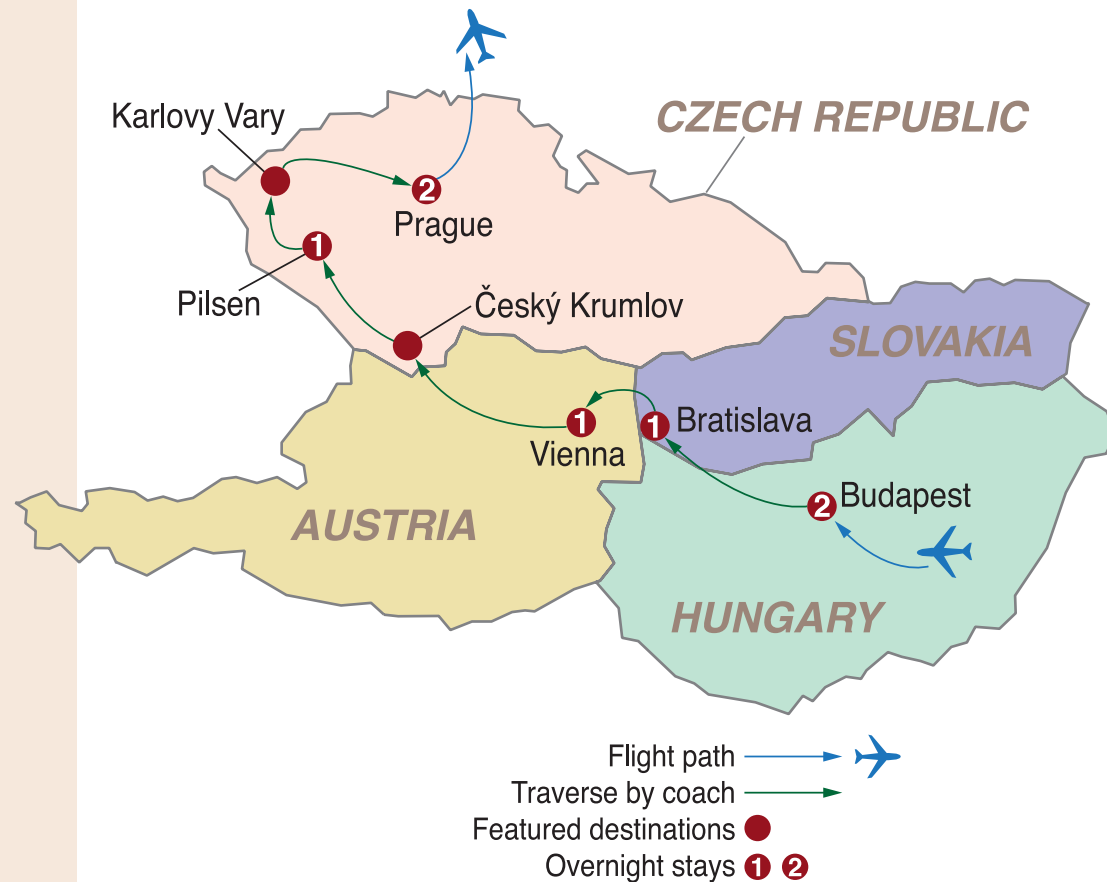 CZECH REPUBLIC
Karlovy Vary
2
Prague
1
Pilsen
Český Krumlov
SLOVAKIA
1
Vienna
1
Bratislava
2
Budapest
AUSTRIA
HUNGARY
Flight path
Traverse by coach
Featured destinations
Overnight stays 1 2